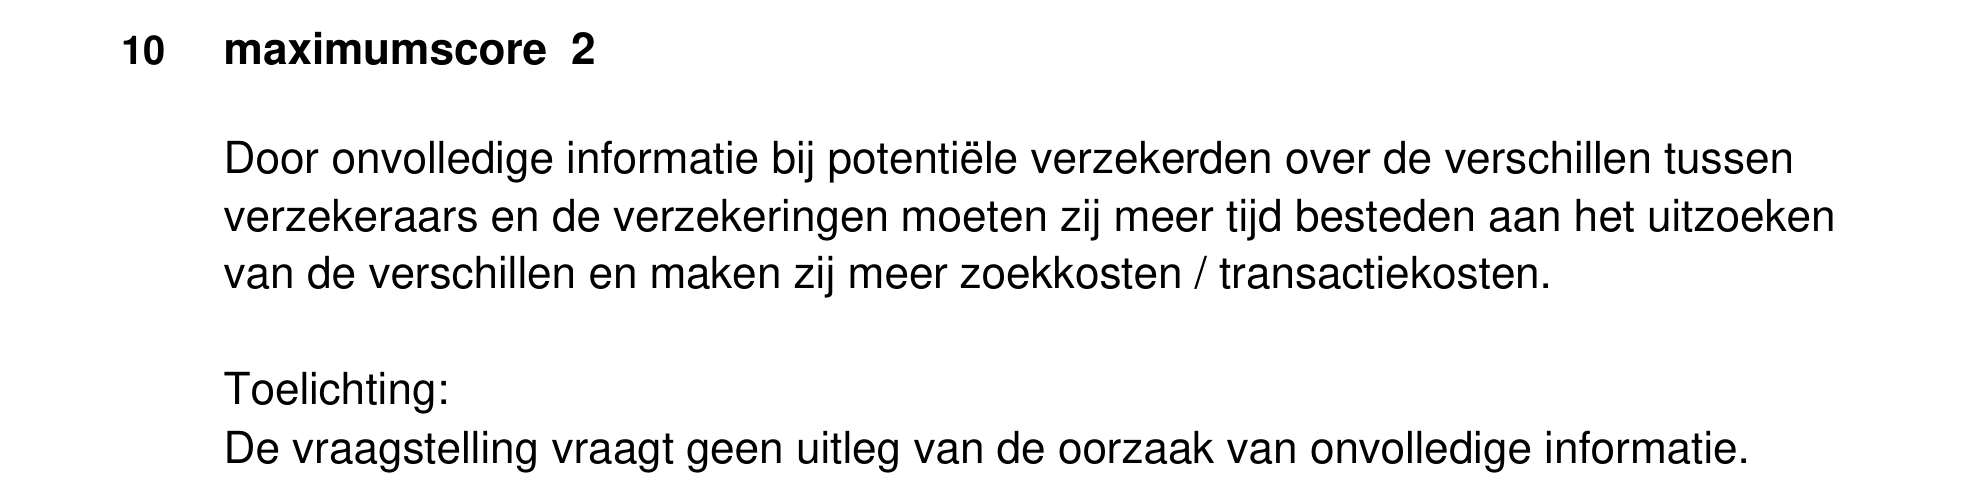 10 maximumscore 2
Door onvolledige informatie bij potentiële verzekerden over de verschillen tussen
verzekeraars en de verzekeringen moeten zij meer tijd besteden aan het uitzoeken
van de verschillen en maken zij meer zoekkosten / transactiekosten.
Toelichting:
De vraagstelling vraagt geen uitleg van de oorzaak van onvolledige informatie.